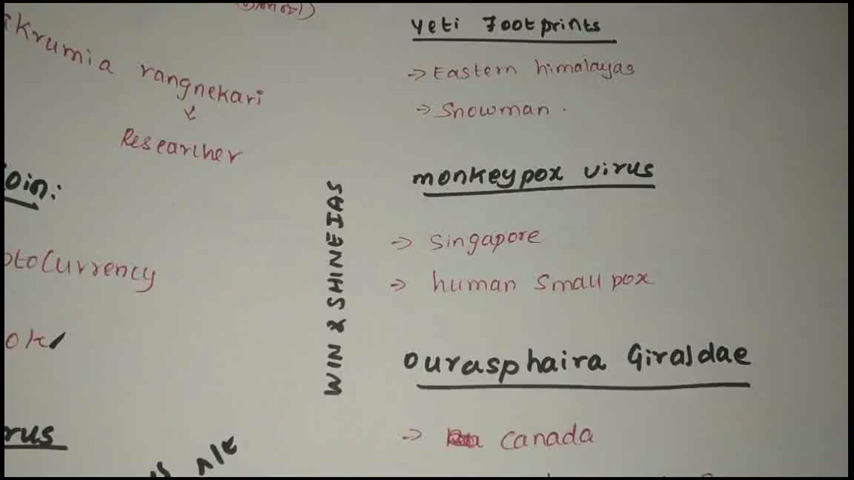 Krumia rangnekari
Researcher
oin:
ptocurrency
ok
rus
n/e
WIN & SHINE IAS
Yeti Footprints
→ Eastern himalayas
→ Snowman.
monkeypox virus
→ Singapore
→ human Small pox
Ourasphaira Giraldae
→ Canada